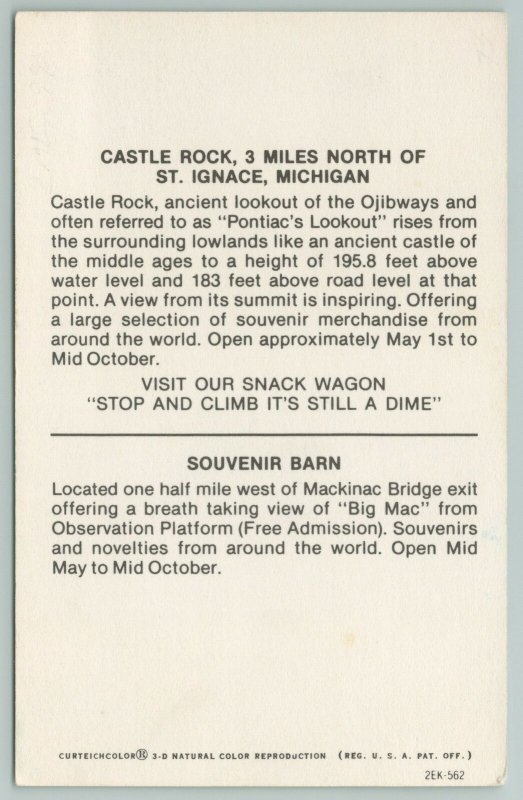 CASTLE ROCK, 3 MILES NORTH OF
ST. IGNACE, MICHIGAN
Castle Rock, ancient lookout of the Ojibways and
often referred to as "Pontiac's Lookout" rises from
the surrounding lowlands like an ancient castle of
the middle ages to a height of 195.8 feet above
water level and 183 feet above road level at that
point. A view from its summit is inspiring. Offering
a large selection of souvenir merchandise from
around the world. Open approximately May 1st to
Mid October.
VISIT OUR SNACK WAGON
"STOP AND CLIMB IT'S STILL A DIME"
SOUVENIR BARN
Located one half mile west of Mackinac Bridge exit
offering a breath taking view of "Big Mac" from
Observation Platform (Free Admission). Souvenirs
and novelties from around the world. Open Mid
May to Mid October.
CURTEICHCOLOR® 3-D NATURAL COLOR REPRODUCTION (REG. U. S. A. PAT. OFF.)
2EK-562